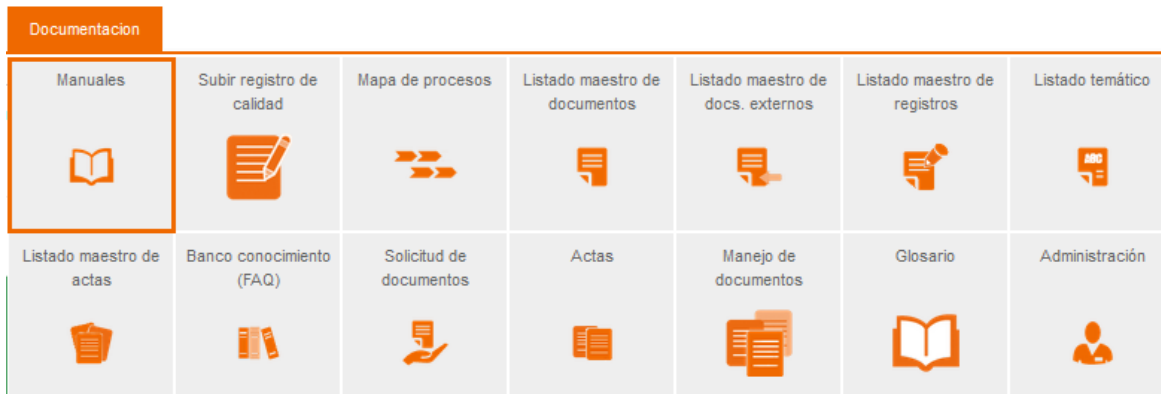 Documentacion
Manuales
Subir registro de
calidad
Mapa de procesos
Listado maestro de
documentos
Listado maestro de
docs. externos
Listado maestro de
registros
Listado temático
ABC
Listado maestro de
actas
Banco conocimiento
(FAQ)
Solicitud de
documentos
Actas
Manejo de
documentos
Glosario
Administración